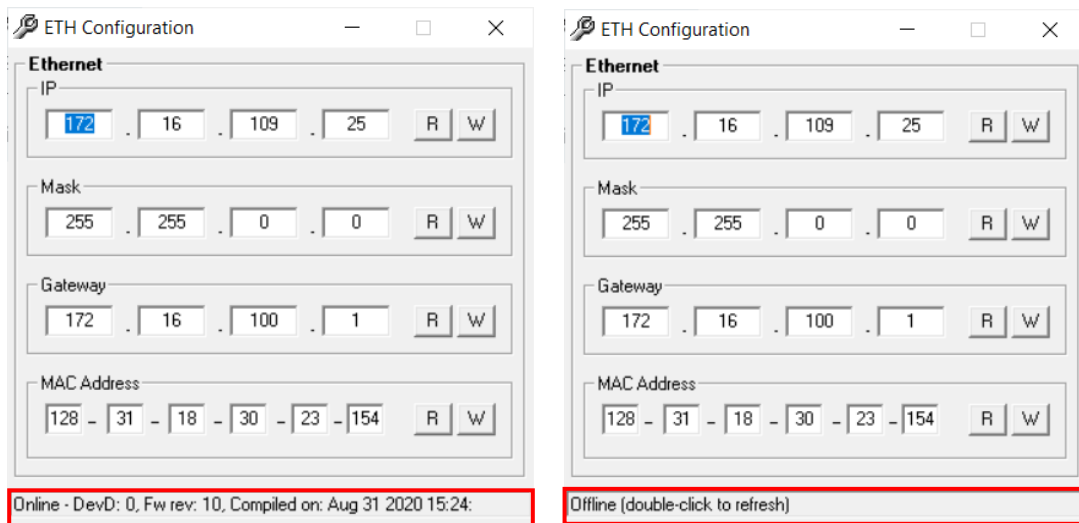 ETH Configuration
Ethernet
IP
172 . 16 . 109 . 25 R W
Mask
255 . 255 . 0 . 0 R W
Gateway
172 . 16 . 100 . 1 R W
MAC Address
128 - 31 - 18 - 30 - 23 - 154 R W
Online - DevD: 0, Fw rev: 10, Compiled on: Aug 31 2020 15:24:
ETH Configuration
Ethernet
IP
172 . 16 . 109 . 25 R W
Mask
255 . 255 . 0 . 0 R W
Gateway
172 . 16 . 100 . 1 R W
MAC Address
128 - 31 - 18 - 30 - 23 - 154 R W
Offline (double-click to refresh)